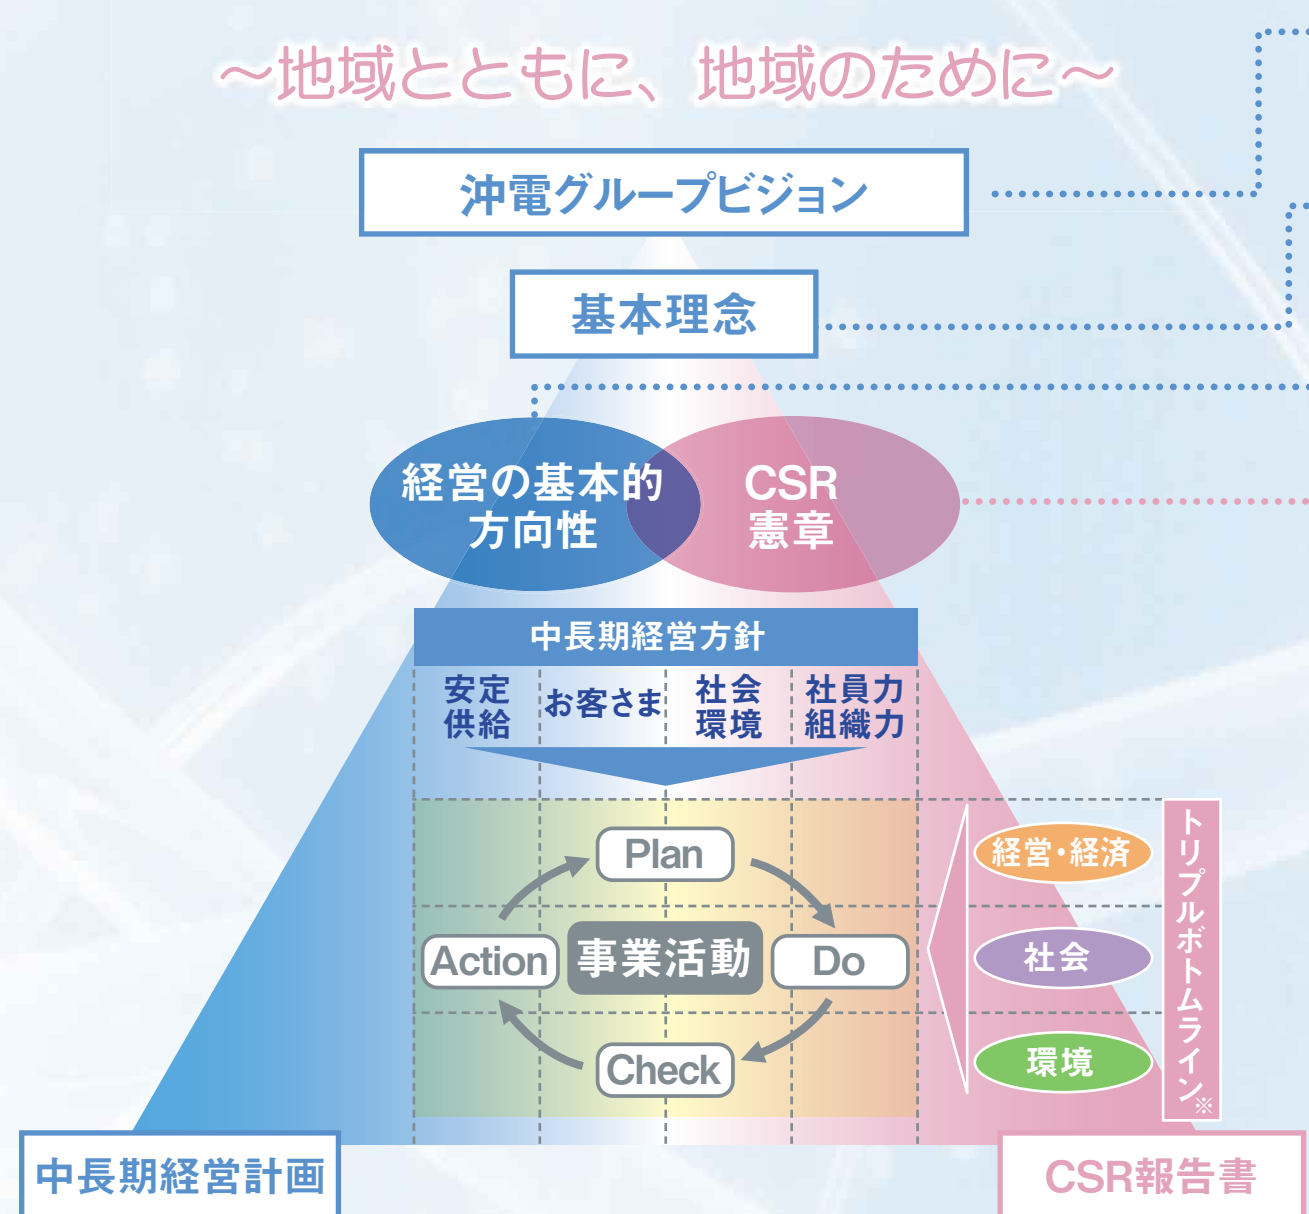 ～地域とともに、地域のために～
沖電グループビジョン
基本理念
経営の基本的
方向性
CSR
憲章
中長期経営方針
安定
供給
お客さま
社会
環境
社員力
組織力
Plan
Action
事業活動
Do
Check
経営・経済
社会
環境
トリプルボトムライン※
中長期経営計画
CSR報告書